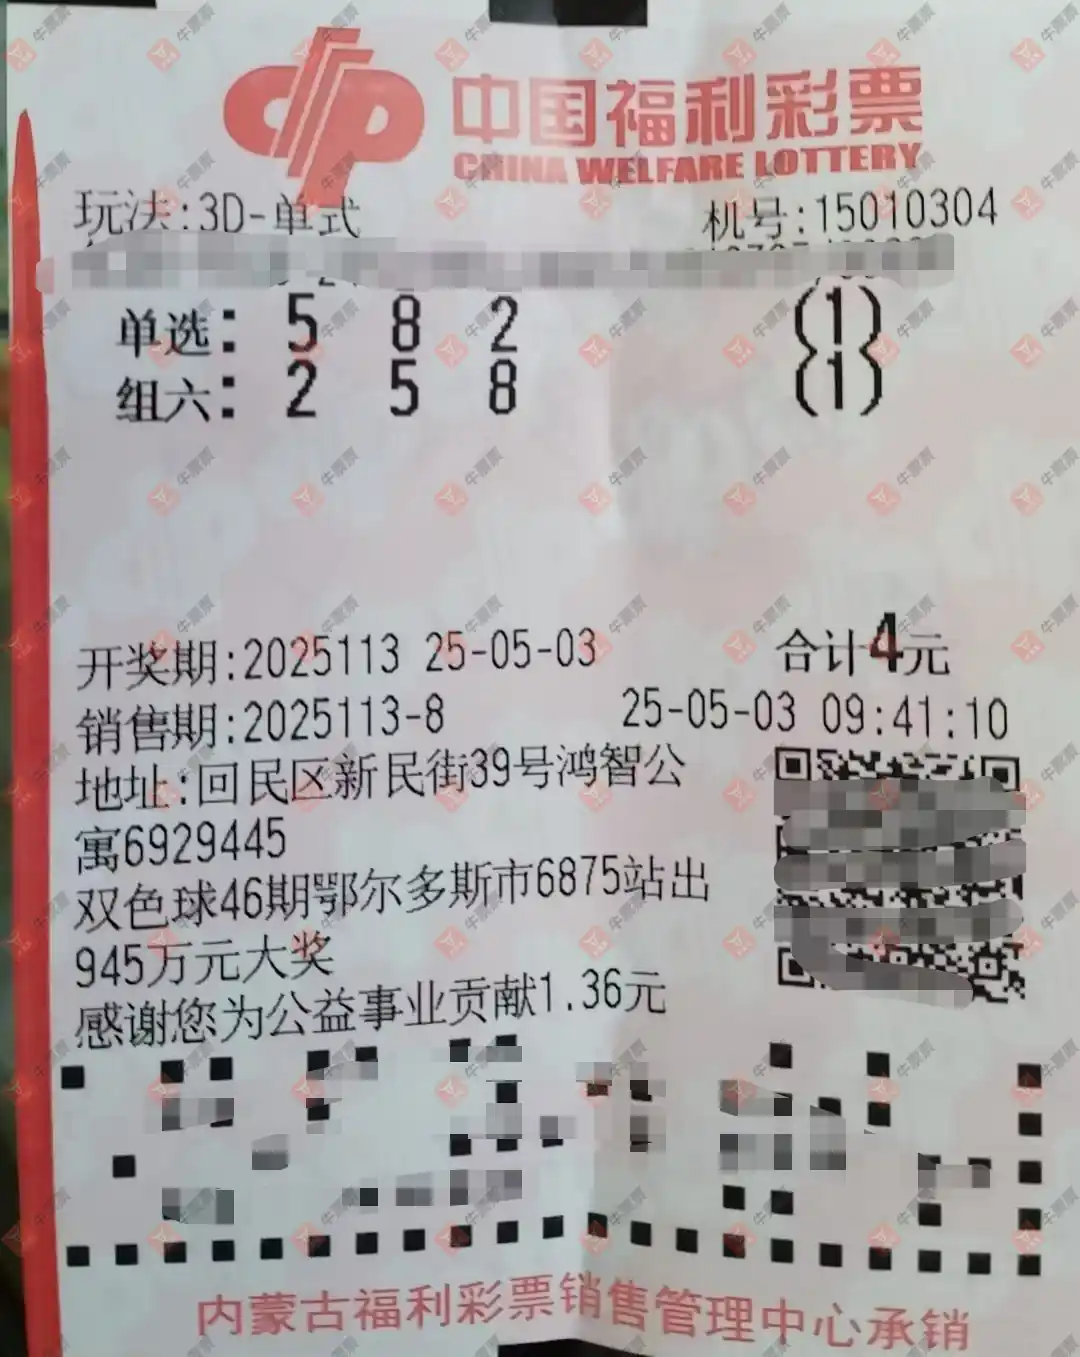 中国福利彩票
CHINA WELFARE LOTTERY
玩法:3D-单式 机号:15010304
单选: 5 8 2 (1)
组六: 2 5 8 (1)
开奖期:2025113 25-05-03 合计4元
销售期:2025113-8 25-05-03 09:41:10
地址:回民区新民街39号鸿智公
寓6929445
双色球46期鄂尔多斯市6875站出
945万元大奖
感谢您为公益事业贡献1.36元
内蒙古福利彩票销售管理中心承销
牛票票